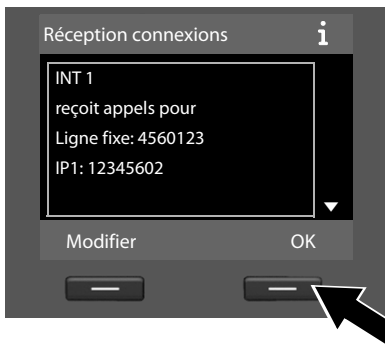 Réception connexions i
INT 1
reçoit appels pour
Ligne fixe: 4560123
IP1: 12345602
Modifier OK